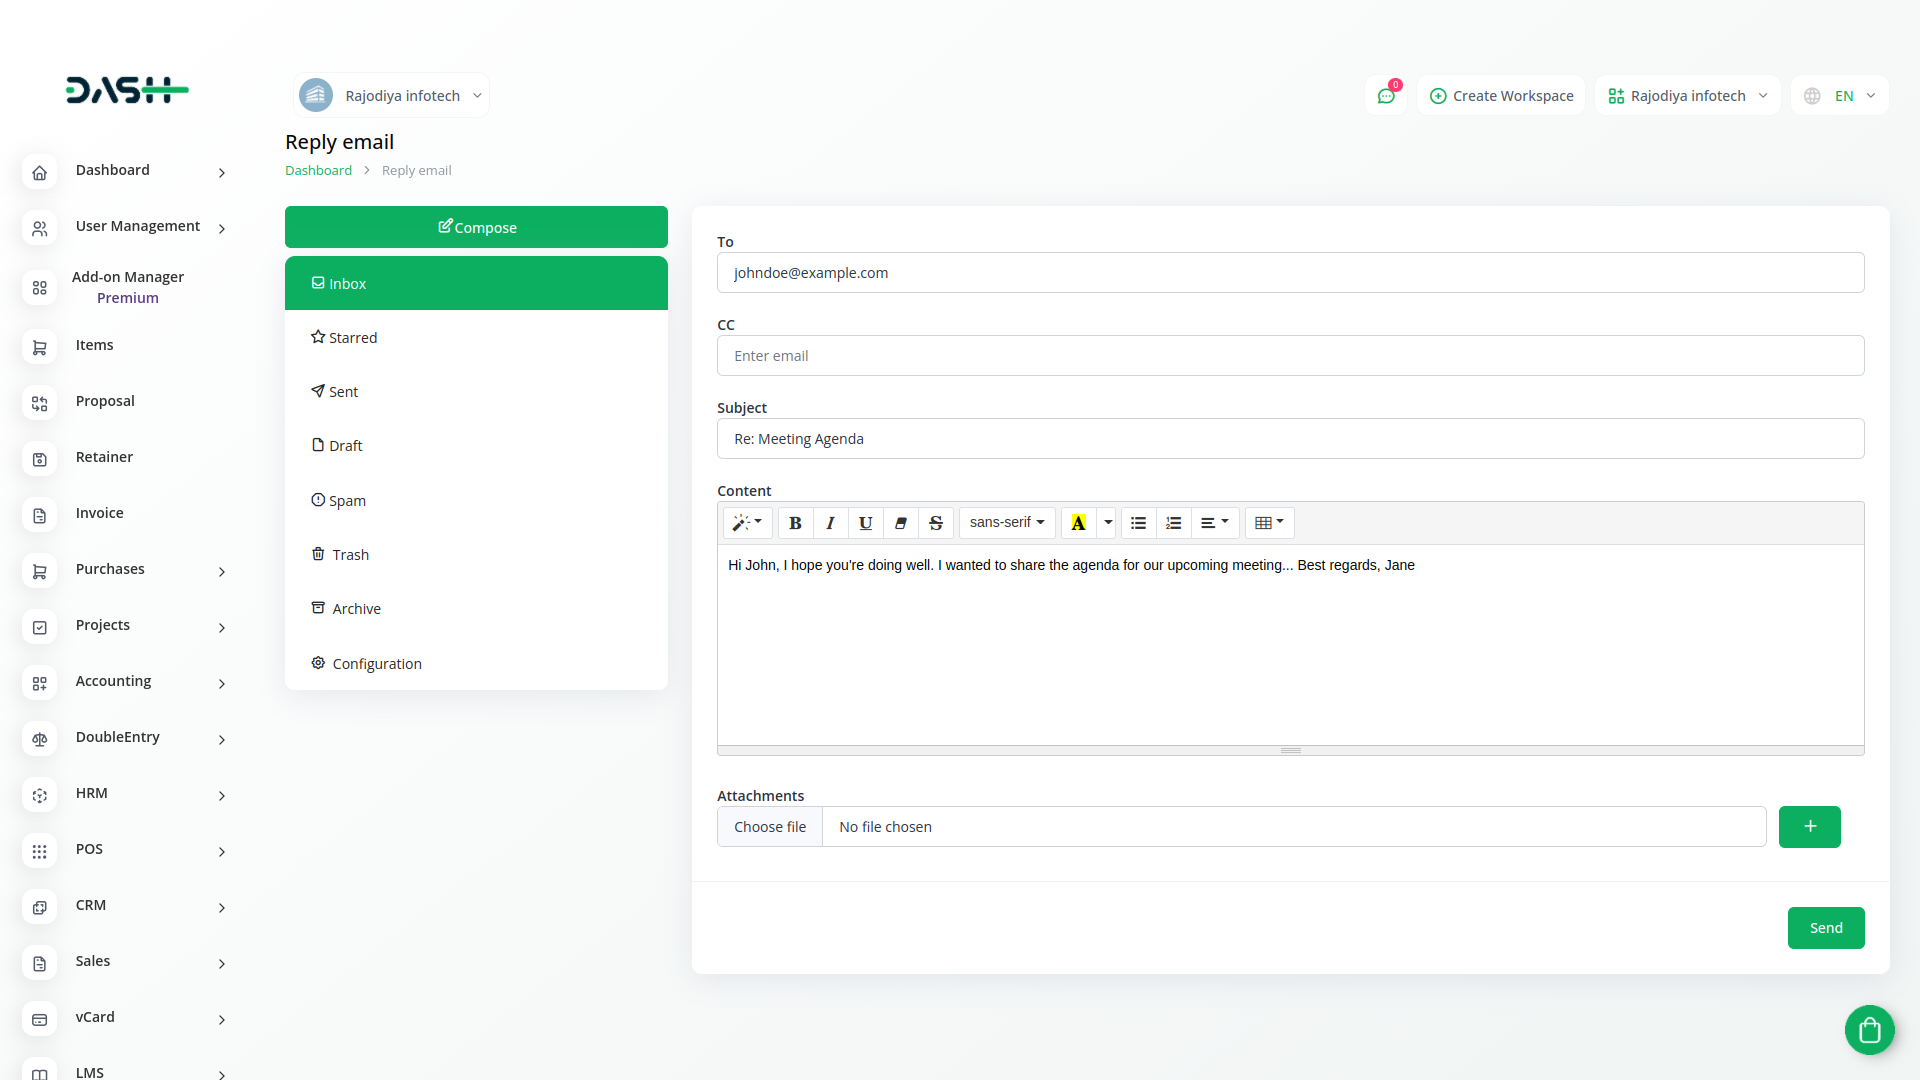 DASH
Rajodiya infotech
0
Create Workspace
Rajodiya infotech
EN
Reply email
Dashboard
Reply email
Dashboard
User Management
Add-on Manager
Premium
Items
Proposal
Retainer
Invoice
Purchases
Projects
Accounting
DoubleEntry
HRM
POS
CRM
Sales
vCard
LMS
Compose
Inbox
Starred
Sent
Draft
Spam
Trash
Archive
Configuration
To
johndoe@example.com
CC
Enter email
Subject
Re: Meeting Agenda
Content
B I U S sans-serif A
Hi John, I hope you're doing well. I wanted to share the agenda for our upcoming meeting... Best regards, Jane
Attachments
Choose file No file chosen +
Send